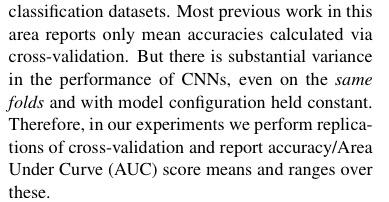 classification datasets. Most previous work in this
area reports only mean accuracies calculated via
cross-validation. But there is substantial variance
in the performance of CNNs, even on the same
folds and with model configuration held constant.
Therefore, in our experiments we perform replica-
tions of cross-validation and report accuracy/Area
Under Curve (AUC) score means and ranges over
these.